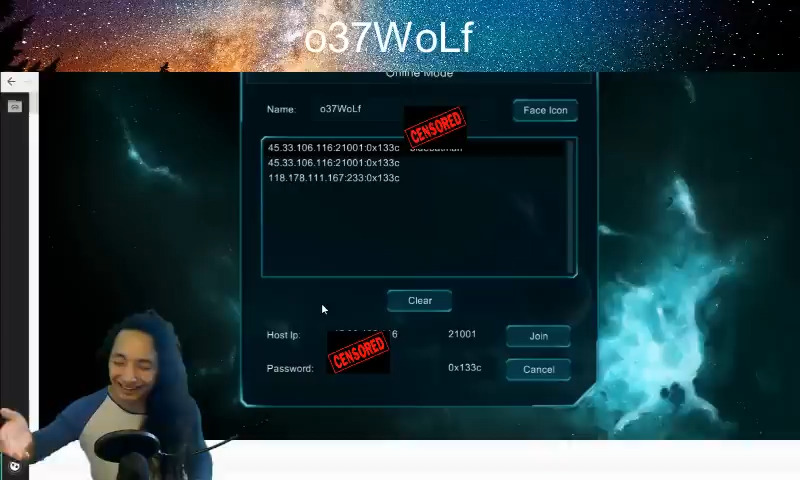 o37WoLf
Online Mode
Name: o37WoLf Face Icon
CENSORED
45.33.106.116:21001:0x133c
45.33.106.116:21001:0x133c
118.178.111.167:233:0x133c
Clear
Host Ip: 21001 Join
CENSORED
Password: 0x133c Cancel